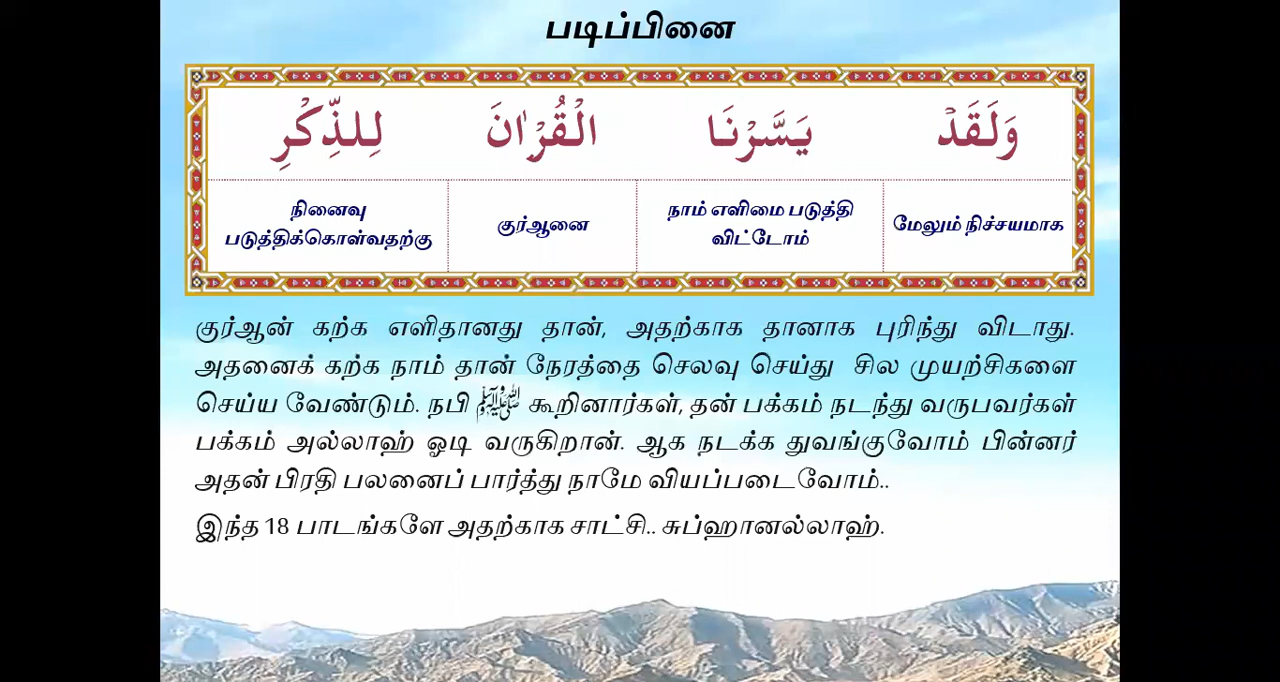 படிப்பினை
وَلَقَدْ يَسَّرْنَا الْقُرْاٰنَ لِلذِّكْرِ
மேலும் நிச்சயமாக
நாம் எளிமை படுத்தி
விட்டோம்
குர்ஆனை
நினைவு
படுத்திக்கொள்வதற்கு
குர்ஆன் கற்க எளிதானது தான், அதற்காக தானாக புரிந்து விடாது.
அதனைக் கற்க நாம் தான் நேரத்தை செலவு செய்து சில முயற்சிகளை
செய்ய வேண்டும். நபி ﷺ கூறினார்கள், தன் பக்கம் நடந்து வருபவர்கள்
பக்கம் அல்லாஹ் ஓடி வருகிறான். ஆக நடக்க துவங்குவோம் பின்னர்
அதன் பிரதி பலனைப் பார்த்து நாமே வியப்படைவோம்..
இந்த 18 பாடங்களே அதற்காக சாட்சி.. சுப்ஹானல்லாஹ்.